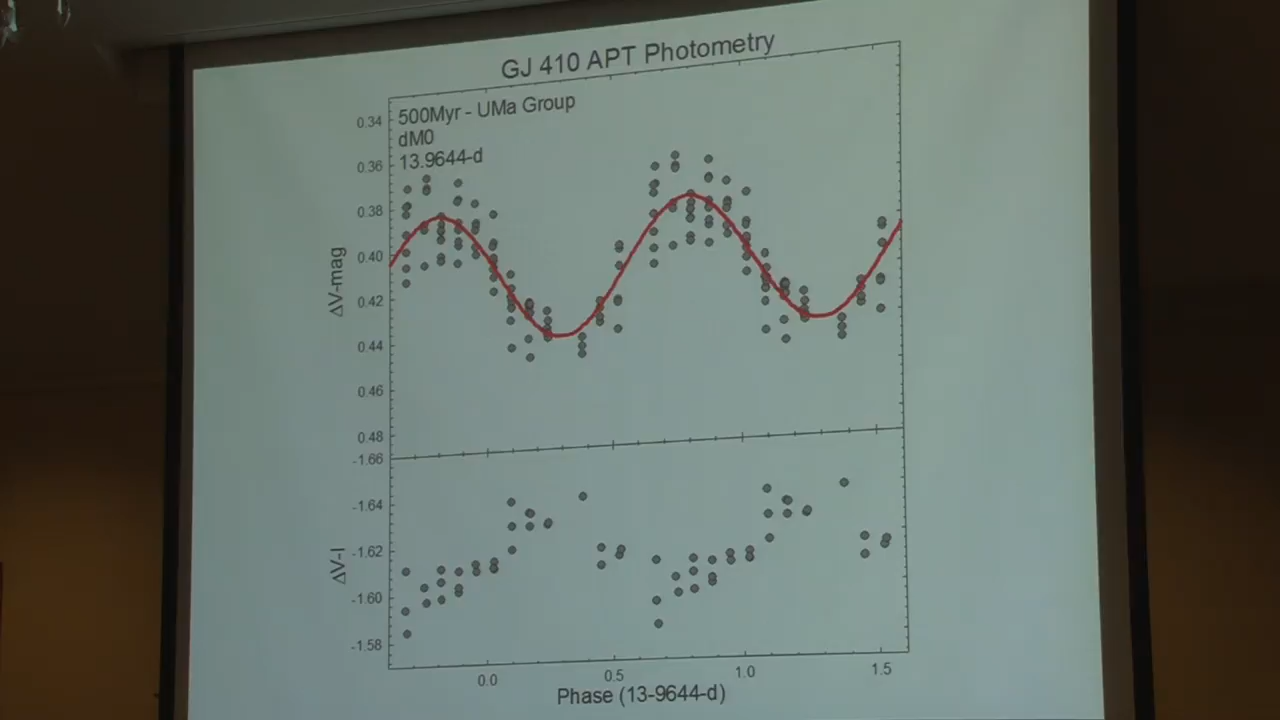 GJ 410 APT Photometry
500Myr - UMa Group
dM0
13.9644-d
0.34
0.36
0.38
0.40
0.42
0.44
0.46
0.48
ΔV-mag
-1.66
-1.64
-1.62
-1.60
-1.58
ΔV-I
0.0
0.5
1.0
1.5
Phase (13-9644-d)